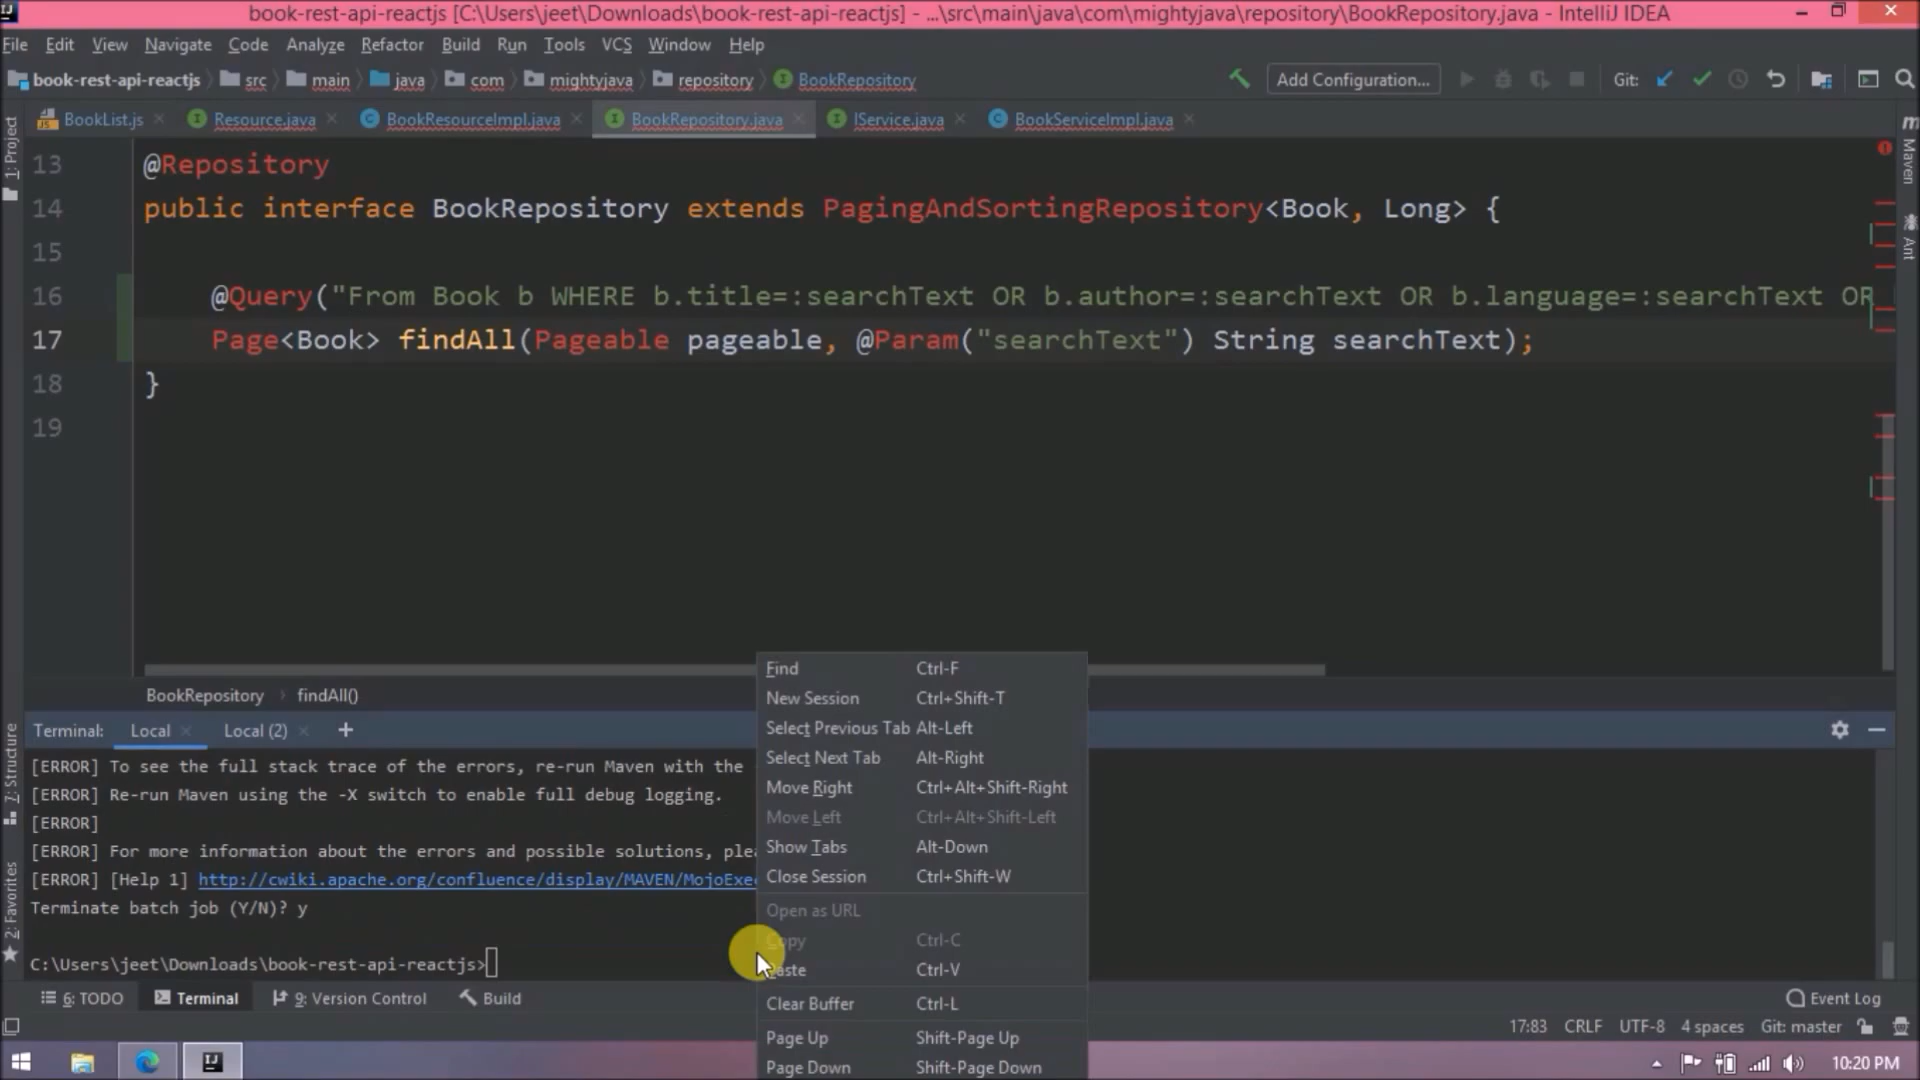 book-rest-api-reactjs [C:\Users\jeet\Downloads\book-rest-api-reactjs] - ...\src\main\java\com\mightyjava\repository\BookRepository.java - IntelliJ IDEA
File Edit View Navigate Code Analyze Refactor Build Run Tools VCS Window Help
book-rest-api-reactjs src main java com mightyjava repository BookRepository Add Configuration... Git:
BookList.js Resource.java BookResourceImpl.java BookRepository.java IService.java BookServiceImpl.java
1: Project
Maven
Ant
13 @Repository
14 public interface BookRepository extends PagingAndSortingRepository<Book, Long> {
15
16 @Query("From Book b WHERE b.title=:searchText OR b.author=:searchText OR b.language=:searchText OR
17 Page<Book> findAll(Pageable pageable, @Param("searchText") String searchText);
18 }
19
BookRepository › findAll()
Terminal: Local Local (2) +
7: Structure
2: Favorites
[ERROR] To see the full stack trace of the errors, re-run Maven with the
[ERROR] Re-run Maven using the -X switch to enable full debug logging.
[ERROR]
[ERROR] For more information about the errors and possible solutions, plea
[ERROR] [Help 1] http://cwiki.apache.org/confluence/display/MAVEN/MojoExec
Terminate batch job (Y/N)? y
C:\Users\jeet\Downloads\book-rest-api-reactjs>
Find Ctrl-F
New Session Ctrl+Shift-T
Select Previous Tab Alt-Left
Select Next Tab Alt-Right
Move Right Ctrl+Alt+Shift-Right
Move Left Ctrl+Alt+Shift-Left
Show Tabs Alt-Down
Close Session Ctrl+Shift-W
Open as URL
Copy Ctrl-C
Paste Ctrl-V
Clear Buffer Ctrl-L
Page Up Shift-Page Up
Page Down Shift-Page Down
6: TODO Terminal 9: Version Control Build Event Log
17:83 CRLF UTF-8 4 spaces Git: master
10:20 PM